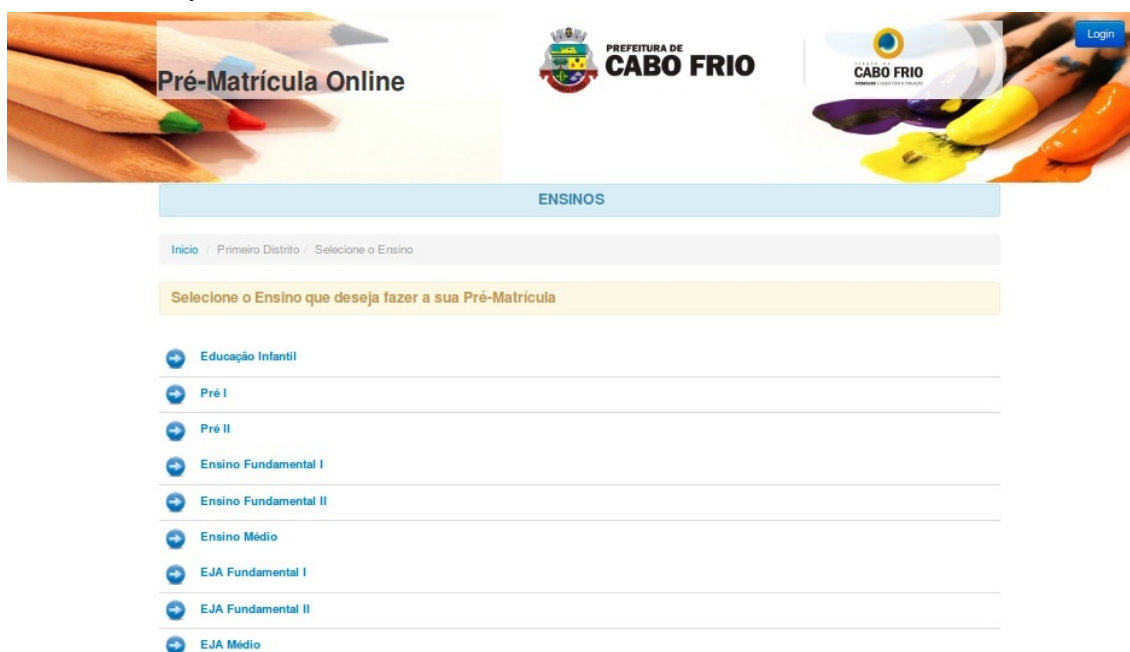 Login
PREFEITURA DE
CABO FRIO
CIDADE DE
CABO FRIO
Pré-Matrícula Online
ENSINOS
Inicio / Primeiro Distrito / Selecione o Ensino
Selecione o Ensino que deseja fazer a sua Pré-Matrícula
Educação Infantil
Pré I
Pré II
Ensino Fundamental I
Ensino Fundamental II
Ensino Médio
EJA Fundamental I
EJA Fundamental II
EJA Médio